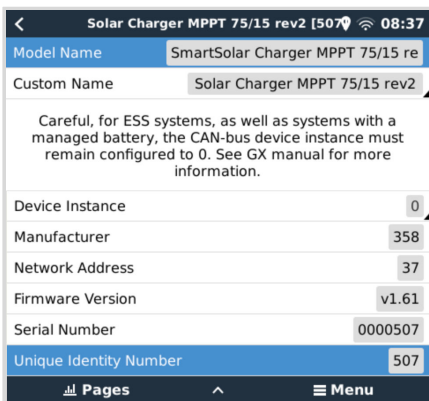 Solar Charger MPPT 75/15 rev2 [507 08:37
Model Name SmartSolar Charger MPPT 75/15 re
Custom Name Solar Charger MPPT 75/15 rev2
Careful, for ESS systems, as well as systems with a
managed battery, the CAN-bus device instance must
remain configured to 0. See GX manual for more
information.
Device Instance 0
Manufacturer 358
Network Address 37
Firmware Version v1.61
Serial Number 0000507
Unique Identity Number 507
Pages Menu